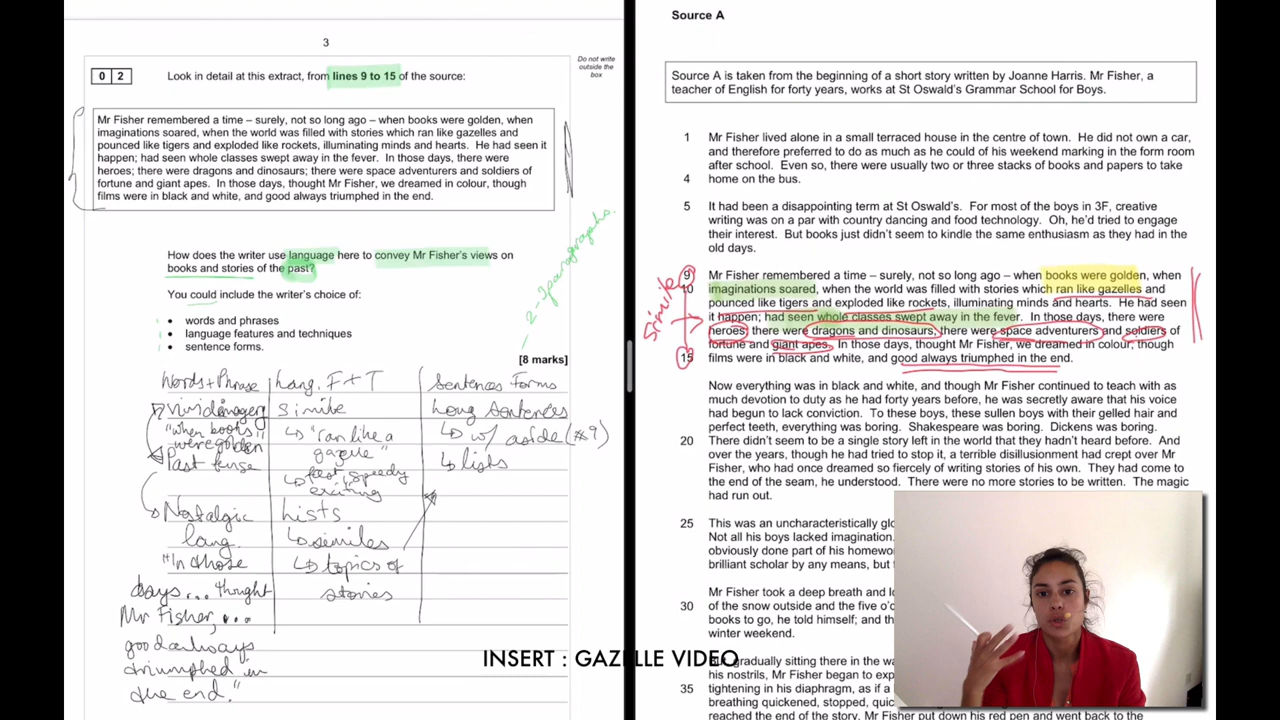 3
0 2
Look in detail at this extract, from lines 9 to 15 of the source:
Do not write
outside the
box
Mr Fisher remembered a time – surely, not so long ago – when books were golden, when
imaginations soared, when the world was filled with stories which ran like gazelles and
pounced like tigers and exploded like rockets, illuminating minds and hearts. He had seen it
happen; had seen whole classes swept away in the fever. In those days, there were
heroes; there were dragons and dinosaurs; there were space adventurers and soldiers of
fortune and giant apes. In those days, thought Mr Fisher, we dreamed in colour, though
films were in black and white, and good always triumphed in the end.
How does the writer use language here to convey Mr Fisher's views on
books and stories of the past?
You could include the writer's choice of:
• words and phrases
• language features and techniques
• sentence forms.
[8 marks]
2-3 paragraphs.
Words + Phrase
vivid imagery
"when books
were golden
Past tense
Nostalgic
lang.
"In those
days... thought
Mr Fisher, ...
good always
triumphed in
the end."
Lang. F + T
Simile
"ran like a
gazelle"
fast, speedy
exciting
Lists
similes
topics of
stories
Sentence Forms
Long Sentences
w/ aside (#9)
lists
INSERT : GAZELLE VIDEO
Source A
Source A is taken from the beginning of a short story written by Joanne Harris. Mr Fisher, a
teacher of English for forty years, works at St Oswald's Grammar School for Boys.
1 Mr Fisher lived alone in a small terraced house in the centre of town. He did not own a car,
and therefore preferred to do as much as he could of his weekend marking in the form room
after school. Even so, there were usually two or three stacks of books and papers to take
4 home on the bus.
5 It had been a disappointing term at St Oswald's. For most of the boys in 3F, creative
writing was on a par with country dancing and food technology. Oh, he'd tried to engage
their interest. But books just didn't seem to kindle the same enthusiasm as they had in the
old days.
Simile
9 Mr Fisher remembered a time – surely, not so long ago – when books were golden, when
10 imaginations soared, when the world was filled with stories which ran like gazelles and
pounced like tigers and exploded like rockets, illuminating minds and hearts. He had seen
it happen; had seen whole classes swept away in the fever. In those days, there were
heroes; there were dragons and dinosaurs; there were space adventurers and soldiers of
fortune and giant apes. In those days, thought Mr Fisher, we dreamed in colour, though
15 films were in black and white, and good always triumphed in the end.
Now everything was in black and white, and though Mr Fisher continued to teach with as
much devotion to duty as he had forty years before, he was secretly aware that his voice
had begun to lack conviction. To these boys, these sullen boys with their gelled hair and
perfect teeth, everything was boring. Shakespeare was boring. Dickens was boring.
20 There didn't seem to be a single story left in the world that they hadn't heard before. And
over the years, though he had tried to stop it, a terrible disillusionment had crept over Mr
Fisher, who had once dreamed so fiercely of writing stories of his own. They had come to
the end of the seam, he understood. There were no more stories to be written. The magic
had run out.
25 This was an uncharacteristically glo
Not all his boys lacked imagination.
obviously done part of his homewor
brilliant scholar by any means, but
Mr Fisher took a deep breath and lo
30 of the snow outside and the five o'c
books to go, he told himself; and th
winter weekend.
But gradually sitting there in the wa
his nostrils, Mr Fisher began to exp
35 tightening in his diaphragm, as if a
breathing quickened, stopped, quic
reached the end of the story. Mr Fisher put down his red pen and went back to the